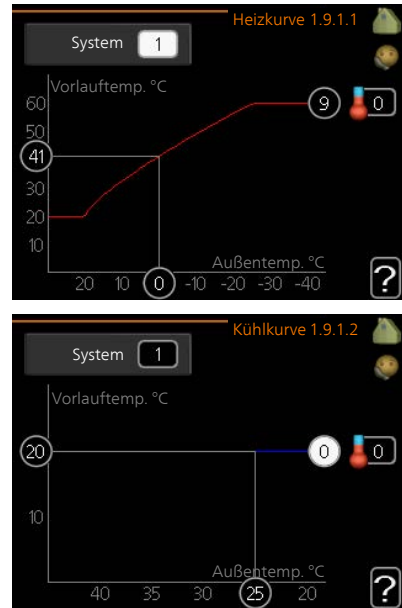 Heizkurve 1.9.1.1
System 1
Vorlauftemp. °C
60
9 0
50
41
30
20
10
Außentemp. °C
20 10 0 -10 -20 -30 -40
?
Kühlkurve 1.9.1.2
System 1
Vorlauftemp. °C
20 0 0
10
Außentemp. °C
40 35 30 25 20
?